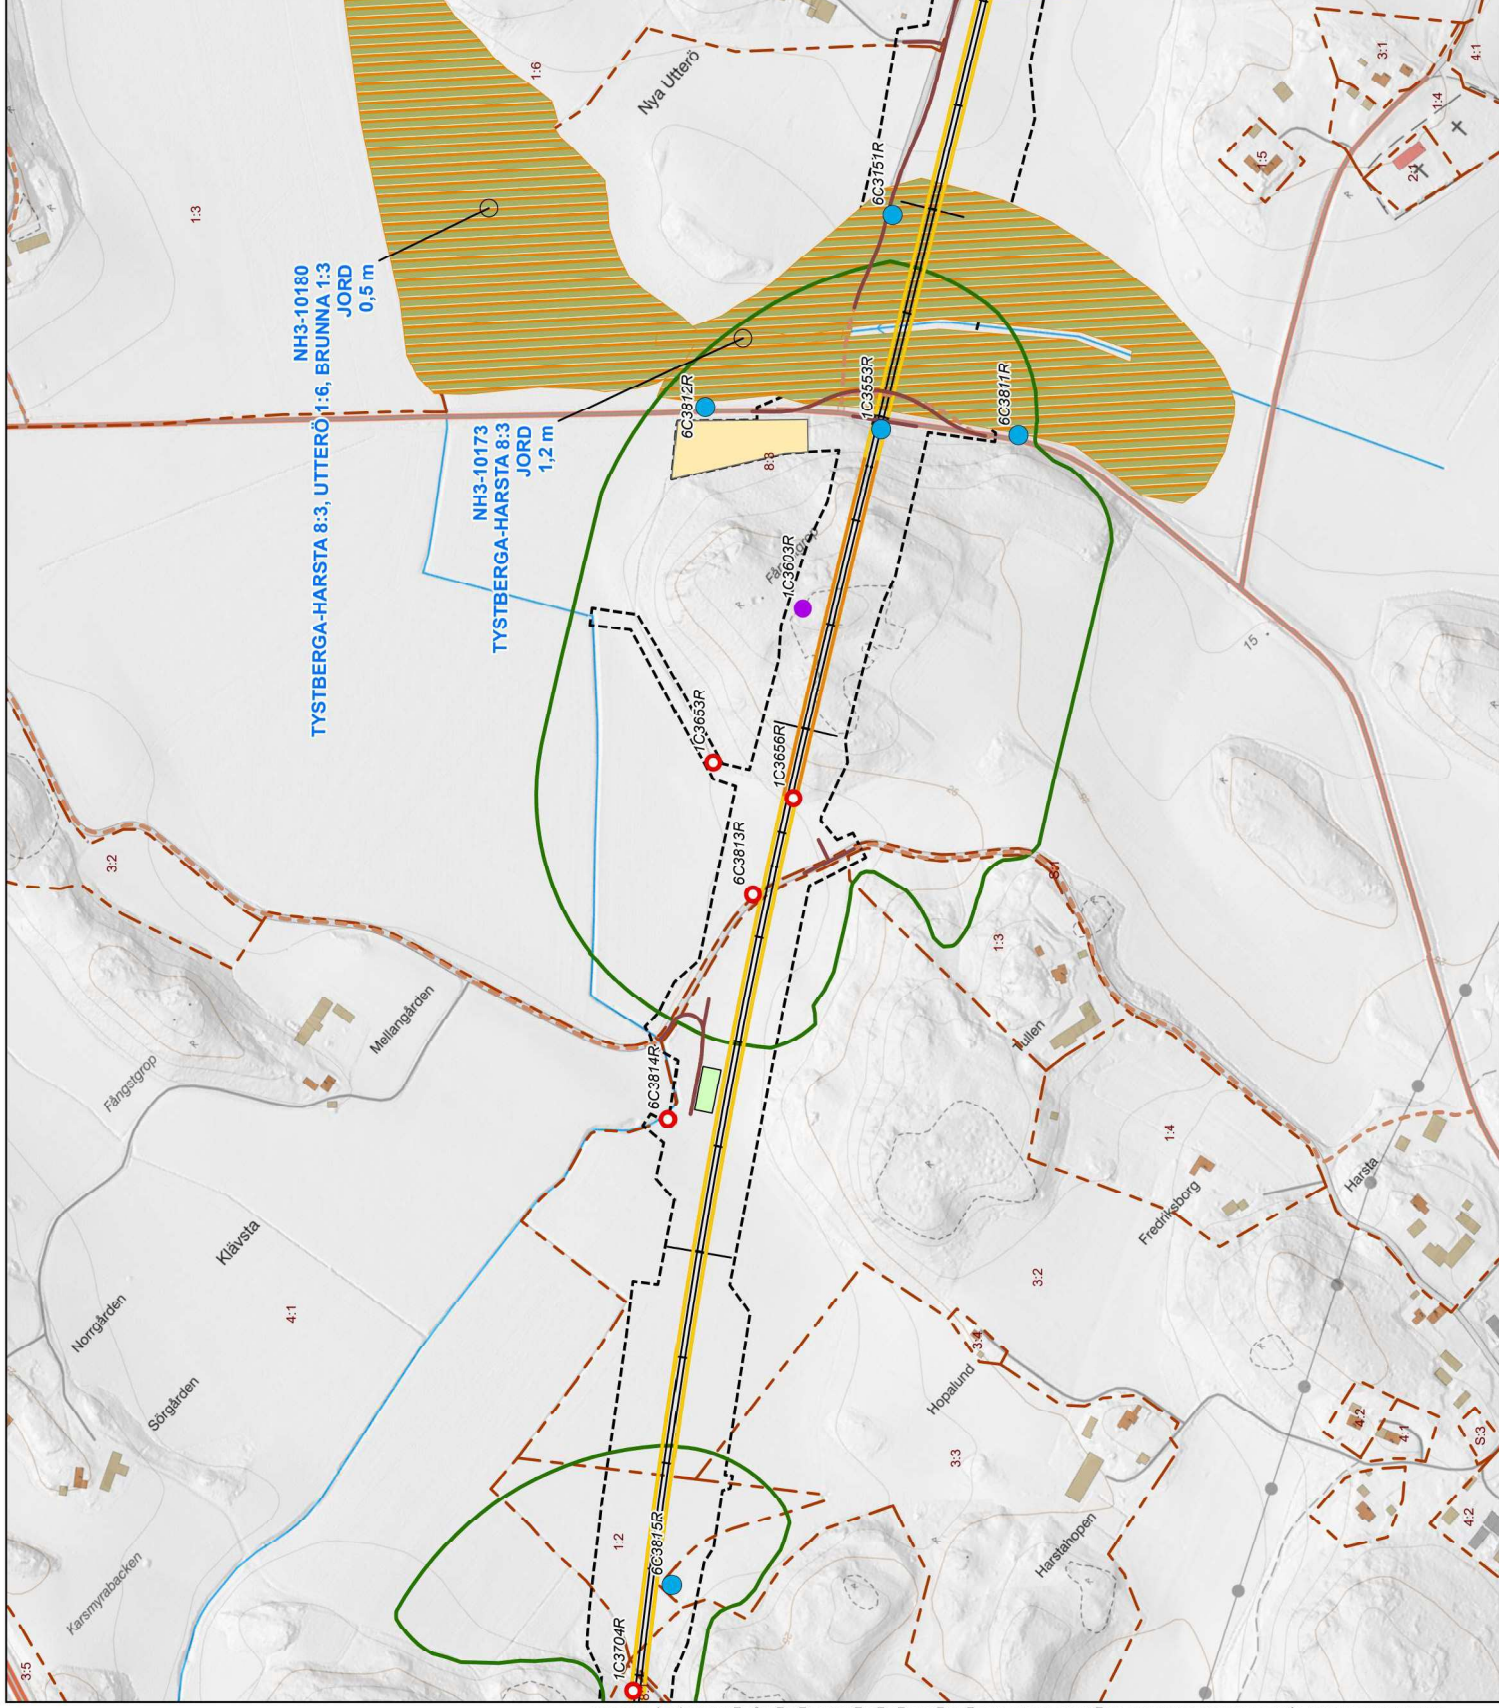 NH3-10180
TYSTBERGA-HARSTA 8:3, UTTERÖ 1:6, BRUNNA 1:3
JORD
0,5 m
NH3-10173
TYSTBERGA-HARSTA 8:3
JORD
1,2 m
1:3
1:6
Nya Utterö
3:1
4:1
1:4
1:5
2:1
6C3151R
6C3812R
1C3553R
6C3811R
8:3
1C3603R
15
1C3653R
1C3656R
6C3813R
3:2
Mellangården
Fångstgrop
6C3814R
S:1
1:3
Tullen
1:4
Fredriksborg
Harsta
Klävsta
Norrgården
4:1
Sörgården
3:2
3:4
Hopalund
3:3
4:2
4:1
S:3
4:2
Harstahopen
Karsmyrabacken
1:2
6C3815R
1C3704R
3:5